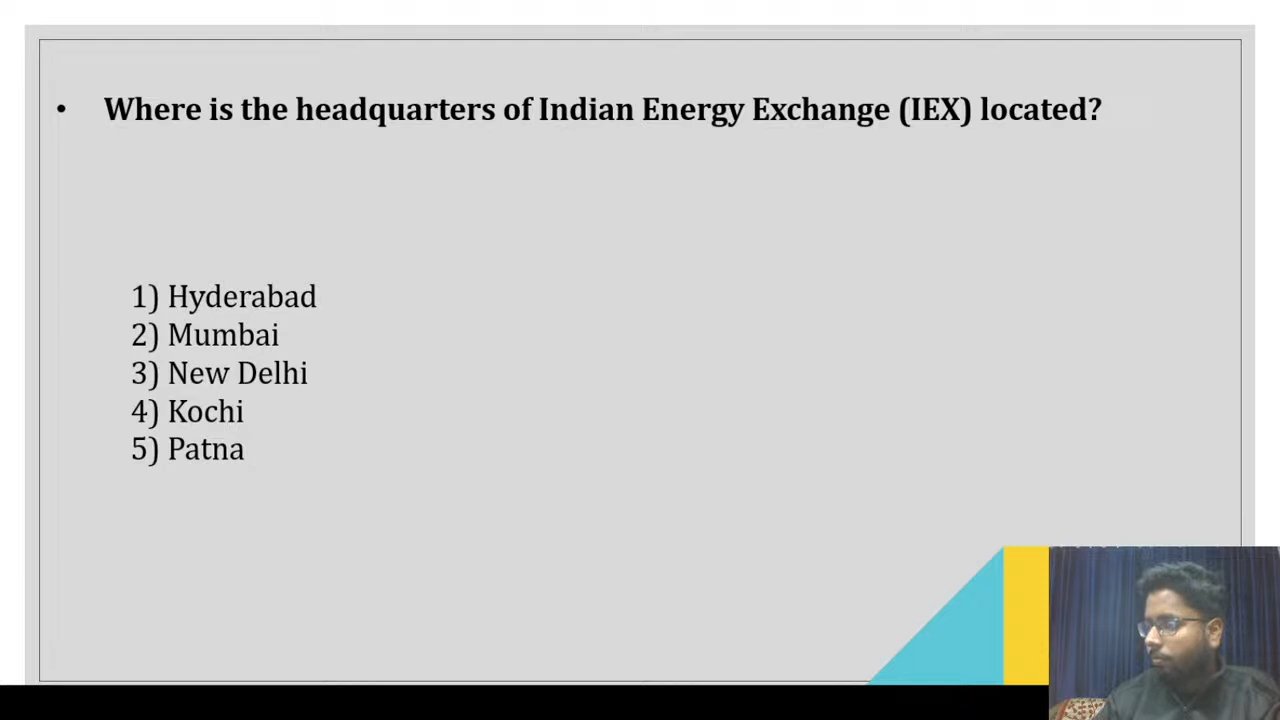 • Where is the headquarters of Indian Energy Exchange (IEX) located?
1) Hyderabad
2) Mumbai
3) New Delhi
4) Kochi
5) Patna